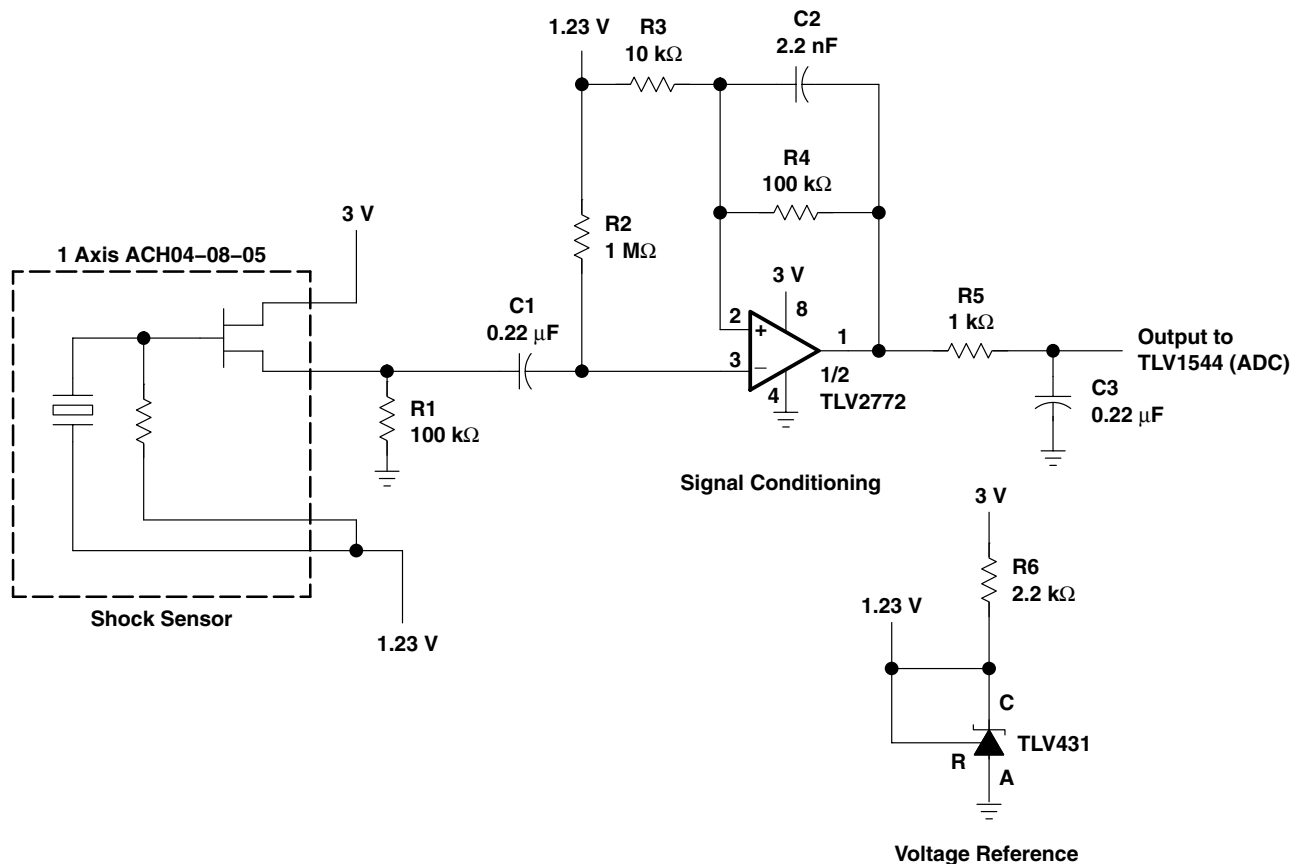 1.23 V
R3
10 kΩ
C2
2.2 nF
R4
100 kΩ
3 V
R2
1 MΩ
1 Axis ACH04−08−05
C1
0.22 μF
3 V
8
2
+
3
−
4
1
1/2
TLV2772
R5
1 kΩ
Output to
TLV1544 (ADC)
C3
0.22 μF
R1
100 kΩ
Signal Conditioning
Shock Sensor
1.23 V
3 V
R6
2.2 kΩ
1.23 V
C
TLV431
R
A
Voltage Reference